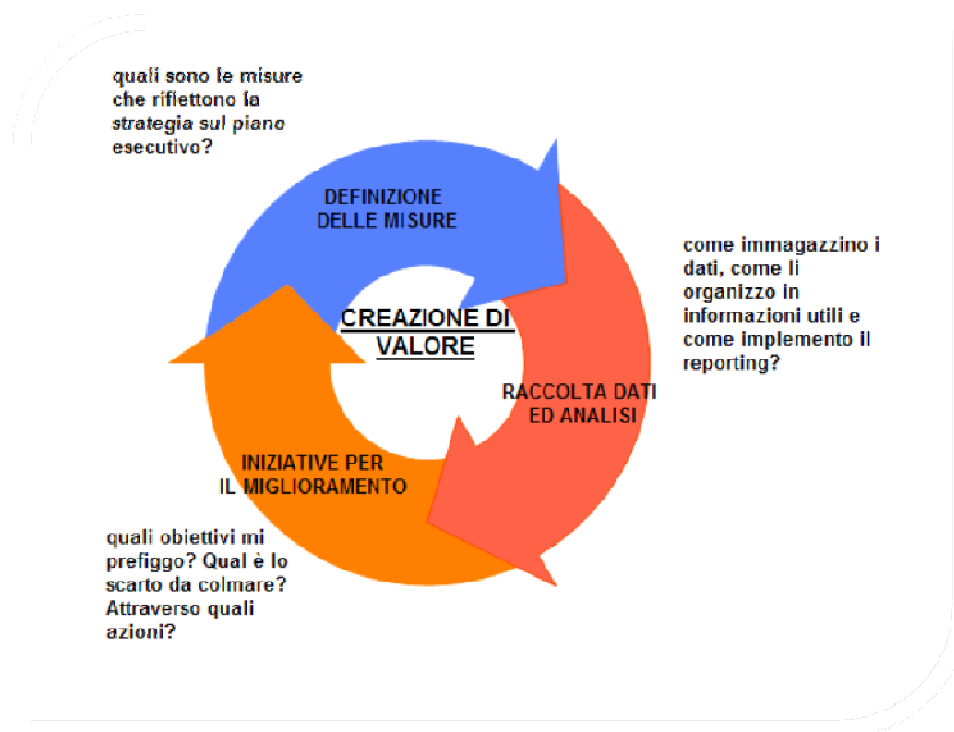 quali sono le misure
che riflettono la
strategia sul piano
esecutivo?
DEFINIZIONE
DELLE MISURE
come immagazzino i
dati, come li
organizzo in
informazioni utili e
come implemento il
reporting?
CREAZIONE DI
VALORE
RACCOLTA DATI
ED ANALISI
INIZIATIVE PER
IL MIGLIORAMENTO
quali obiettivi mi
prefiggo? Qual è lo
scarto da colmare?
Attraverso quali
azioni?